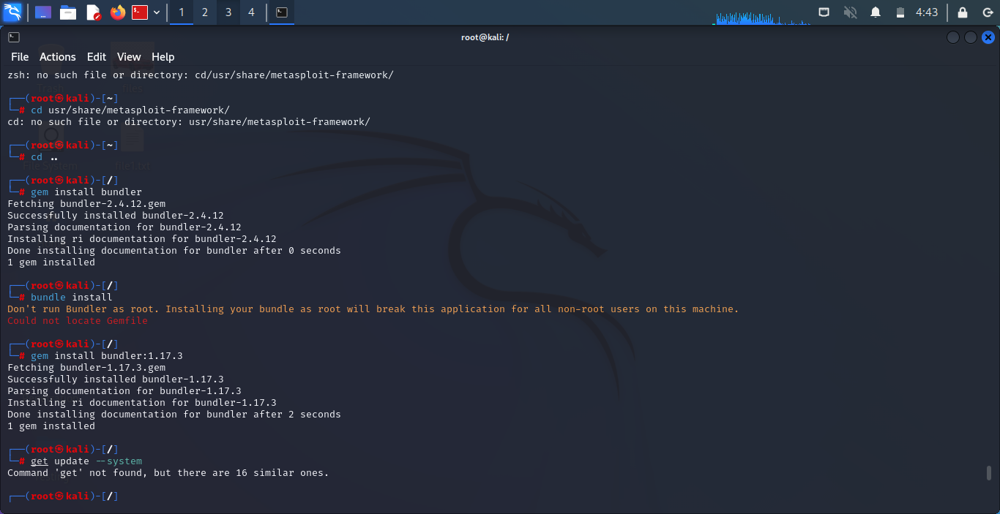 1 2 3 4 4:43
root@kali: /
File Actions Edit View Help
zsh: no such file or directory: cd/usr/share/metasploit-framework/
┌──(root㉿kali)-[~]
└─# cd usr/share/metasploit-framework/
cd: no such file or directory: usr/share/metasploit-framework/
┌──(root㉿kali)-[~]
└─# cd ..
┌──(root㉿kali)-[/]
└─# gem install bundler
Fetching bundler-2.4.12.gem
Successfully installed bundler-2.4.12
Parsing documentation for bundler-2.4.12
Installing ri documentation for bundler-2.4.12
Done installing documentation for bundler after 0 seconds
1 gem installed
┌──(root㉿kali)-[/]
└─# bundle install
Don't run Bundler as root. Installing your bundle as root will break this application for all non-root users on this machine.
Could not locate Gemfile
┌──(root㉿kali)-[/]
└─# gem install bundler:1.17.3
Fetching bundler-1.17.3.gem
Successfully installed bundler-1.17.3
Parsing documentation for bundler-1.17.3
Installing ri documentation for bundler-1.17.3
Done installing documentation for bundler after 2 seconds
1 gem installed
┌──(root㉿kali)-[/]
└─# get update --system
Command 'get' not found, but there are 16 similar ones.
┌──(root㉿kali)-[/]
Trash
files
File System
file1.txt